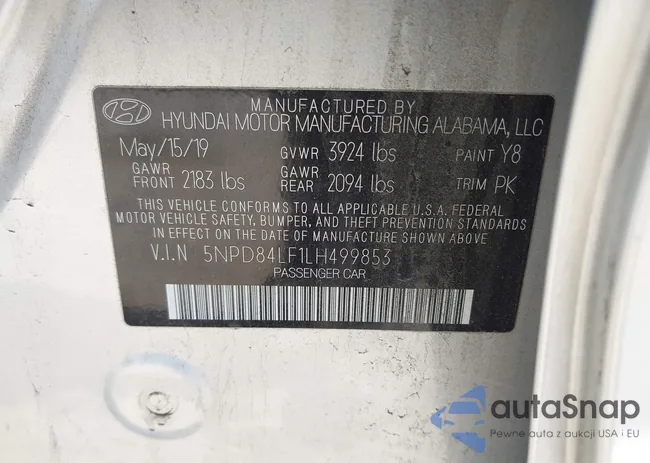 MANUFACTURED BY
HYUNDAI MOTOR MANUFACTURING ALABAMA, LLC
May/15/19 GVWR 3924 lbs PAINT Y8
GAWR FRONT 2183 lbs GAWR REAR 2094 lbs TRIM PK
THIS VEHICLE CONFORMS TO ALL APPLICABLE U.S.A. FEDERAL
MOTOR VEHICLE SAFETY, BUMPER, AND THEFT PREVENTION STANDARDS
IN EFFECT ON THE DATE OF MANUFACTURE SHOWN ABOVE.
V.I.N 5NPD84LF1LH499853
PASSENGER CAR
autaSnap
Pewne auta z aukcji USA i EU